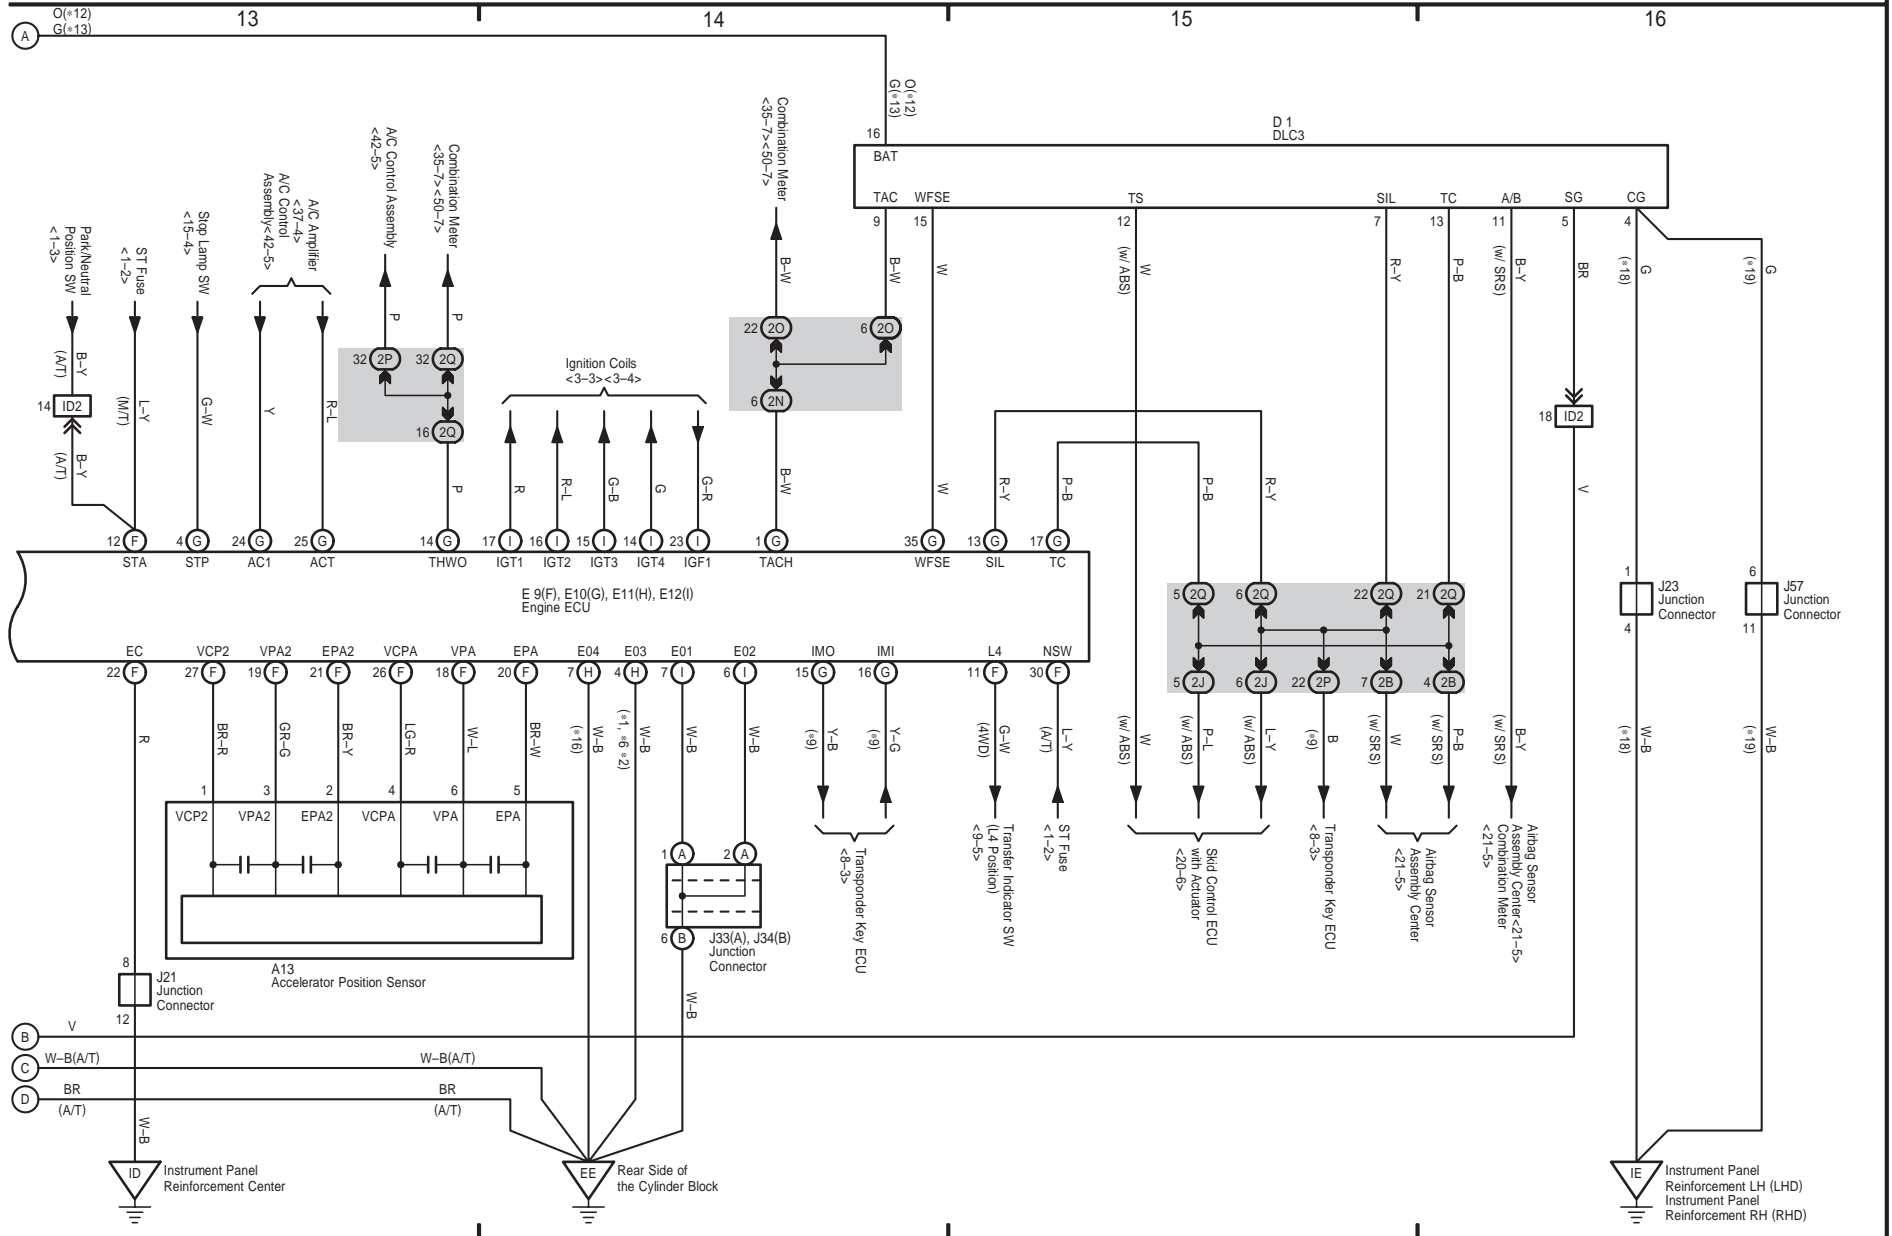 13
14
15
16
O(*12)
G(*13)
A
O(*12)
G(*13)
16
D 1
DLC3
BAT
TAC
WFSE
TS
SIL
TC
A/B
SG
CG
9
15
12
7
13
11
5
4
Park/Neutral
Position SW
<1–3>
ST Fuse
<1–2>
Stop Lamp SW
<15–4>
A/C Amplifier
<37–4>
A/C Control
Assembly<42–5>
A/C Control Assembly
<42–5>
Combination Meter
<35–7><50–7>
Combination Meter
<35–7><50–7>
B–W
B–W
W
W
(w/ ABS)
R–Y
P–B
B–Y
(w/ SRS)
BR
G
(*18)
G
(*19)
P
P
22
2O
6
2O
32
2P
32
2Q
Ignition Coils
<3–3><3–4>
B–Y
(A/T)
L–Y
(M/T)
G–W
Y
R–L
14
ID2
16
2Q
6
2N
18
ID2
B–Y
(A/T)
P
R
R–L
G–B
G
G–R
B–W
W
R–Y
P–B
P–B
R–Y
V
12
F
4
G
24
G
25
G
14
G
17
I
16
I
15
I
14
I
23
I
1
G
35
G
13
G
17
G
STA
STP
AC1
ACT
THWO
IGT1
IGT2
IGT3
IGT4
IGF1
TACH
WFSE
SIL
TC
E 9(F), E10(G), E11(H), E12(I)
Engine ECU
5
2Q
6
2Q
22
2Q
21
2Q
1
J23
Junction
Connector
4
6
J57
Junction
Connector
11
EC
VCP2
VPA2
EPA2
VCPA
VPA
EPA
E04
E03
E01
E02
IMO
IMI
L4
NSW
22
F
27
F
19
F
21
F
26
F
18
F
20
F
7
H
4
H
7
I
6
I
15
G
16
G
11
F
30
F
5
2J
6
2J
22
2P
7
2B
4
2B
R
BR–R
GR–G
BR–Y
LG–R
W–L
BR–W
W–B
(*16)
W–B
(*1, *6 *2)
W–B
W–B
Y–B
(*9)
Y–G
(*9)
G–W
(4WD)
L–Y
(A/T)
W
(w/ ABS)
P–L
(w/ ABS)
L–Y
(w/ ABS)
B
(*9)
W
(w/ SRS)
P–B
(w/ SRS)
B–Y
(w/ SRS)
W–B
(*18)
W–B
(*19)
1
3
2
4
6
5
VCP2
VPA2
EPA2
VCPA
VPA
EPA
1
A
2
A
Transponder Key ECU
<8–3>
Transfer Indicator SW
(L4 Position)
<9–5>
ST Fuse
<1–2>
Skid Control ECU
with Actuator
<20–6>
Transponder Key ECU
<8–3>
Airbag Sensor
Assembly Center
<21–5>
Airbag Sensor
Assembly Center<21–5>
Combination Meter
<21–5>
6
B
J33(A), J34(B)
Junction
Connector
A13
Accelerator Position Sensor
8
J21
Junction
Connector
12
W–B
B
V
C
W–B(A/T)
W–B(A/T)
D
BR
(A/T)
BR
(A/T)
W–B
ID
Instrument Panel
Reinforcement Center
EE
Rear Side of
the Cylinder Block
IE
Instrument Panel
Reinforcement LH (LHD)
Instrument Panel
Reinforcement RH (RHD)